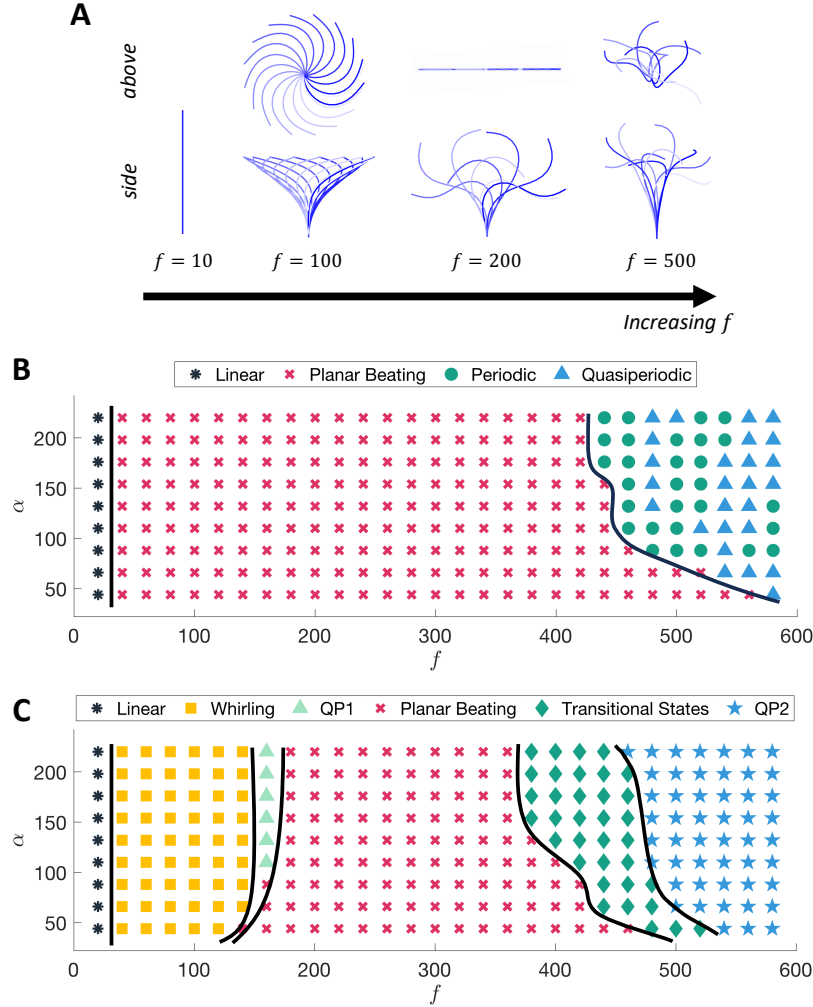 A
above
side
f = 10
f = 100
f = 200
f = 500
Increasing f
B
Linear Planar Beating Periodic Quasiperiodic
200
150
100
50
α
0 100 200 300 400 500 600
f
C
Linear Whirling QP1 Planar Beating Transitional States QP2
200
150
100
50
α
0 100 200 300 400 500 600
f